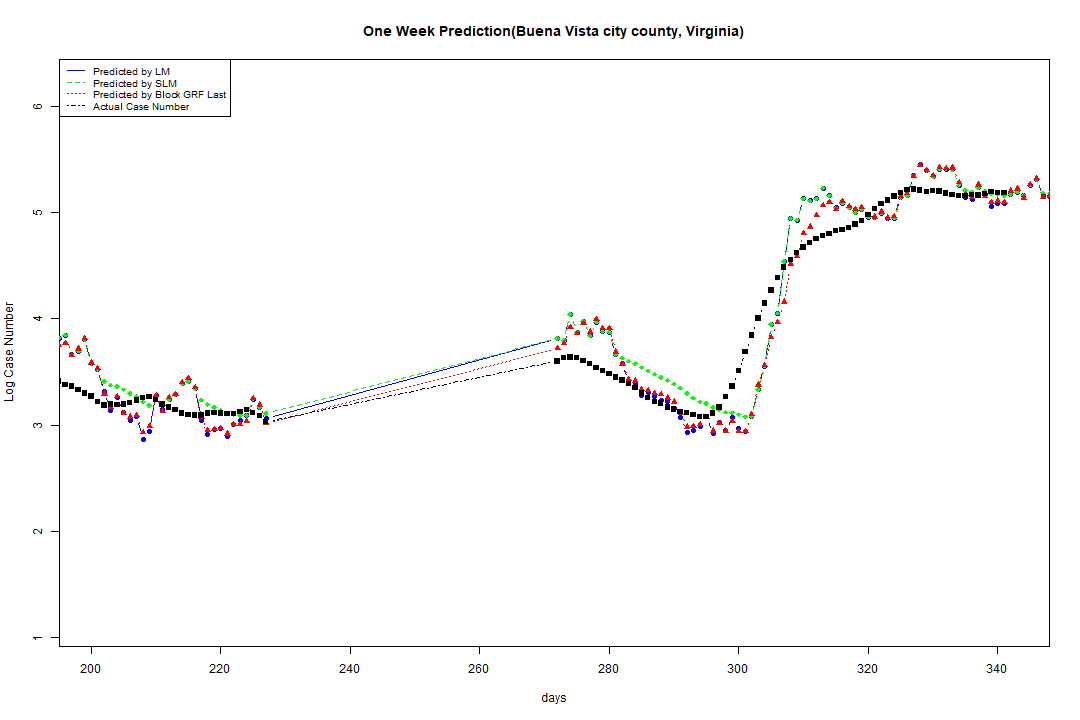 One Week Prediction(Buena Vista city county, Virginia)
Predicted by LM
Predicted by SLM
Predicted by Block GRF Last
Actual Case Number
6
5
4
3
2
1
Log Case Number
200 220 240 260 280 300 320 340
days